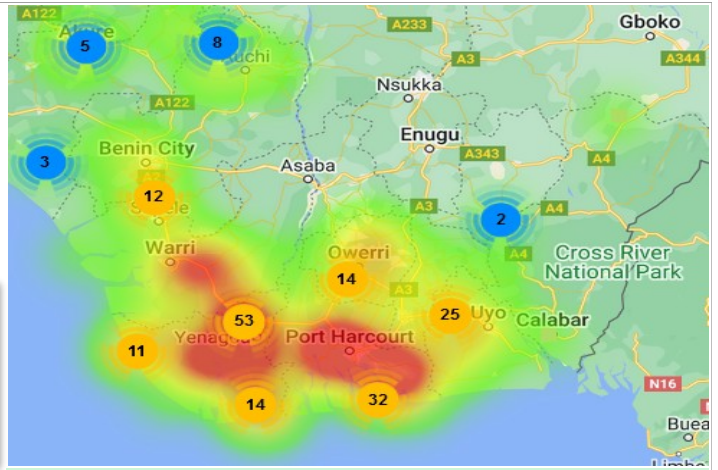 A122
A233
Gboko
5
8
A3
A344
Nsukka
A122
Enugu
Benin City
A343
3
Asaba
A4
12
A3
A4
2
Warri
Owerri
A4
Cross River
National Park
14
A3
53
25
Uyo
Calabar
Port Harcourt
11
14
32
N16
Buea